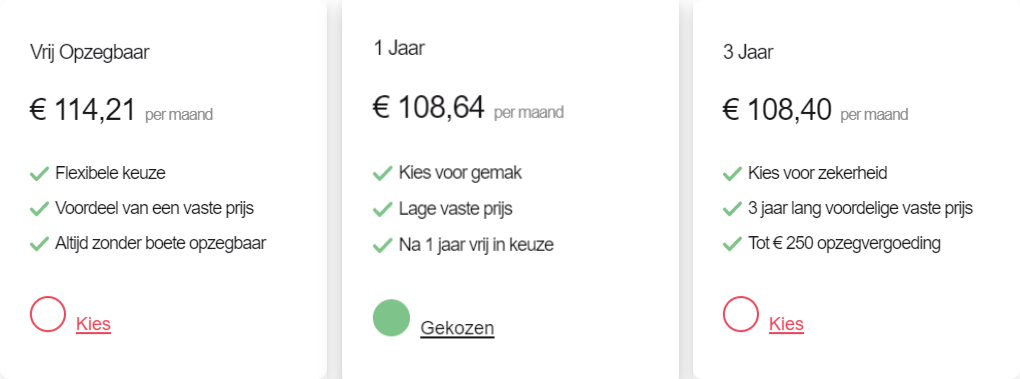 Vrij Opzegbaar
€ 114,21 per maand
Flexibele keuze
Voordeel van een vaste prijs
Altijd zonder boete opzegbaar
Kies
1 Jaar
€ 108,64 per maand
Kies voor gemak
Lage vaste prijs
Na 1 jaar vrij in keuze
Gekozen
3 Jaar
€ 108,40 per maand
Kies voor zekerheid
3 jaar lang voordelige vaste prijs
Tot € 250 opzegvergoeding
Kies